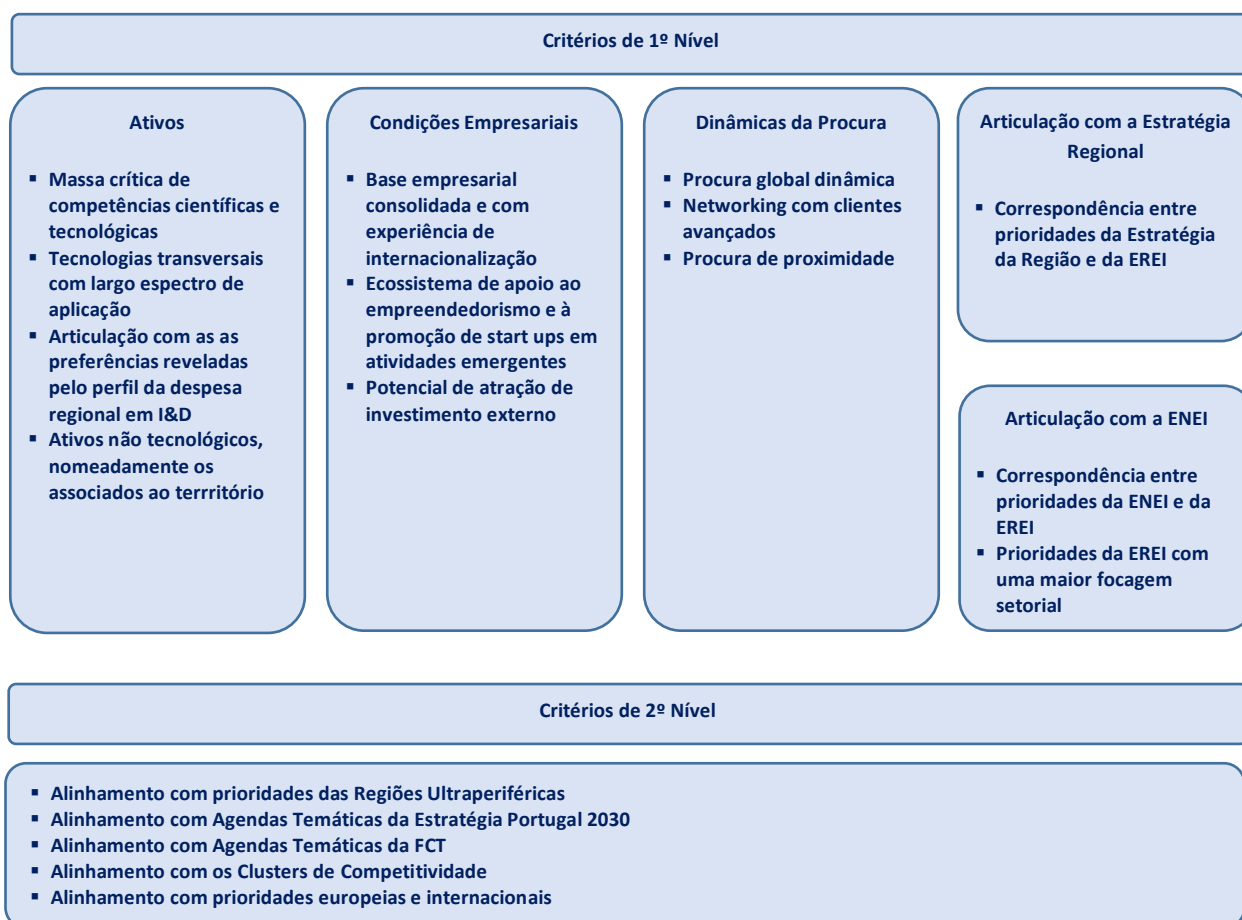 Critérios de 1º Nível
Ativos
▪ Massa crítica de
competências científicas e
tecnológicas
▪ Tecnologias transversais
com largo espectro de
aplicação
▪ Articulação com as as
preferências reveladas
pelo perfil da despesa
regional em I&D
▪ Ativos não tecnológicos,
nomeadamente os
associados ao terrritório
Condições Empresariais
▪ Base empresarial
consolidada e com
experiência de
internacionalização
▪ Ecossistema de apoio ao
empreendedorismo e à
promoção de start ups em
atividades emergentes
▪ Potencial de atração de
investimento externo
Dinâmicas da Procura
▪ Procura global dinâmica
▪ Networking com clientes
avançados
▪ Procura de proximidade
Articulação com a Estratégia
Regional
▪ Correspondência entre
prioridades da Estratégia
da Região e da EREI
Articulação com a ENEI
▪ Correspondência entre
prioridades da ENEI e da
EREI
▪ Prioridades da EREI com
uma maior focagem
setorial
Critérios de 2º Nível
▪ Alinhamento com prioridades das Regiões Ultraperiféricas
▪ Alinhamento com Agendas Temáticas da Estratégia Portugal 2030
▪ Alinhamento com Agendas Temáticas da FCT
▪ Alinhamento com os Clusters de Competitividade
▪ Alinhamento com prioridades europeias e internacionais